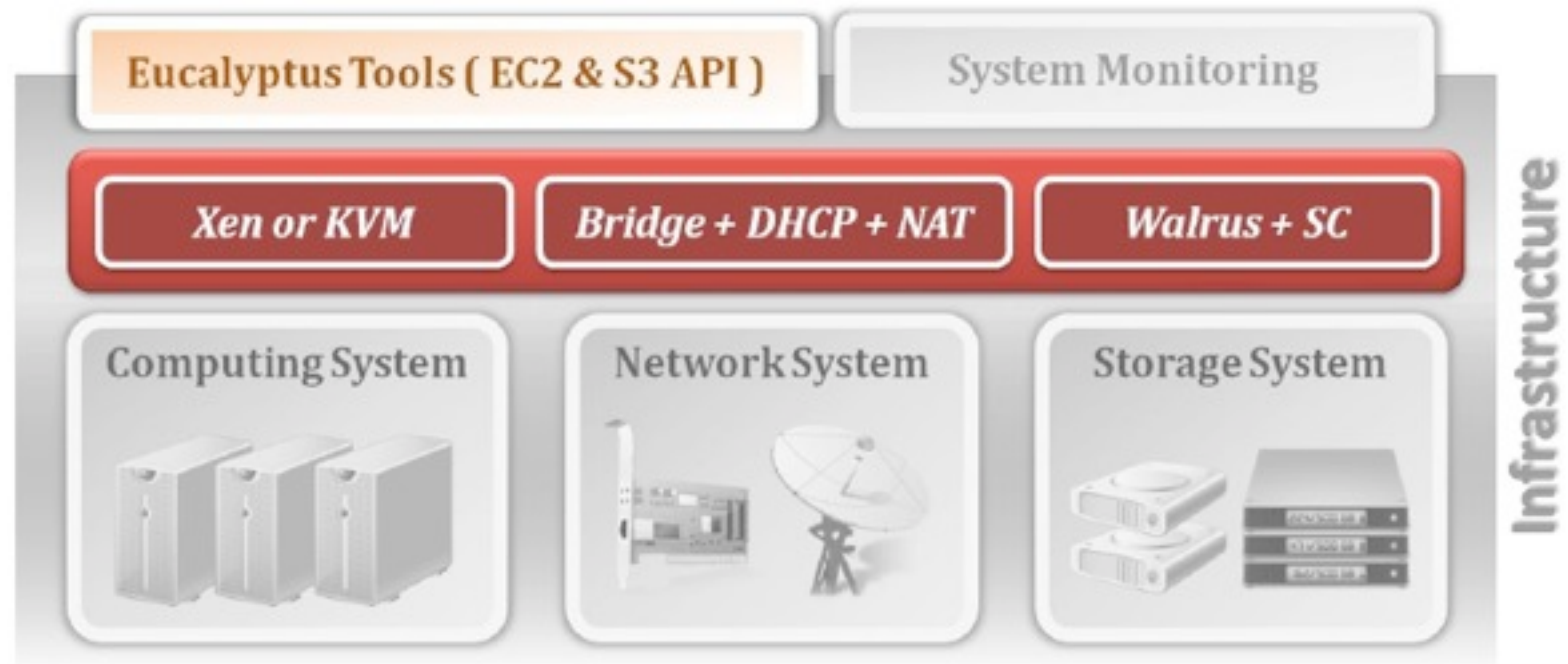 Eucalyptus Tools ( EC2 & S3 API )
System Monitoring
Xen or KVM
Bridge + DHCP + NAT
Walrus + SC
Computing System
Network System
Storage System
Infrastructure